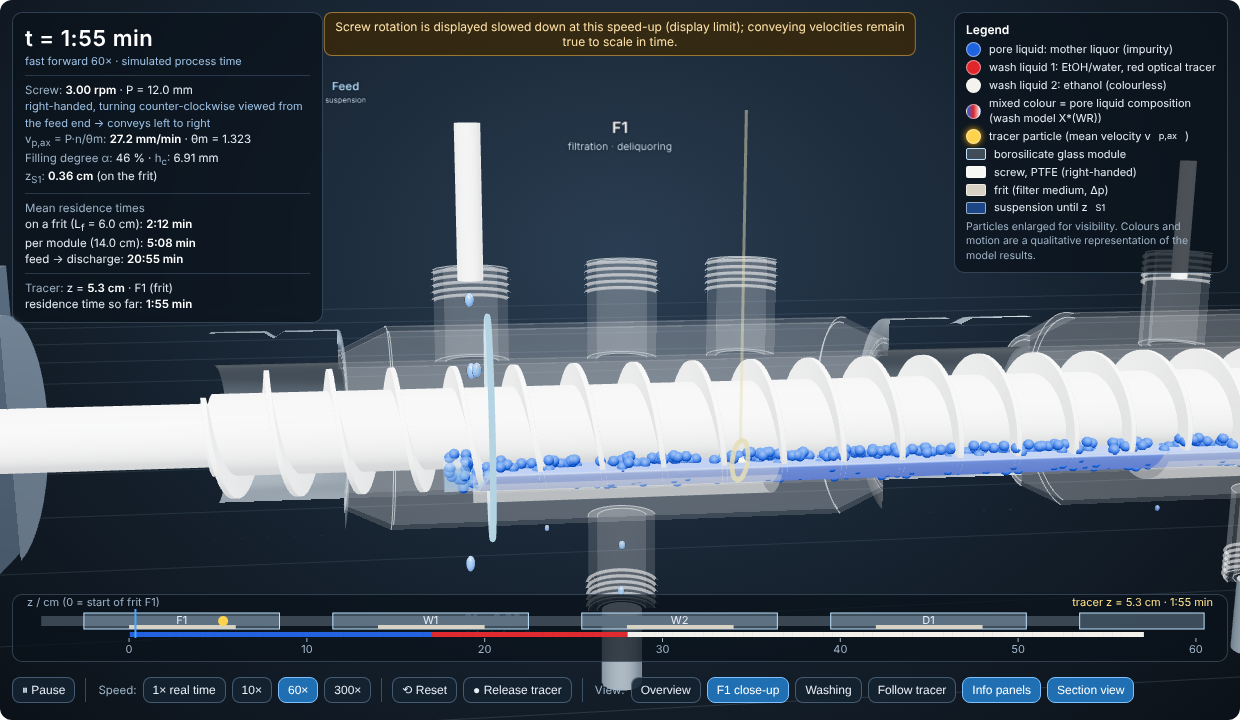 t = 1:55 min
fast forward 60× · simulated process time
Screw: 3.00 rpm · P = 12.0 mm
right-handed, turning counter-clockwise viewed from
the feed end → conveys left to right
vp,ax = P·n/θm: 27.2 mm/min · θm = 1.323
Filling degree α: 46 % · hc: 6.91 mm
zS1: 0.36 cm (on the frit)
Mean residence times
on a frit (Lf = 6.0 cm): 2:12 min
per module (14.0 cm): 5:08 min
feed → discharge: 20:55 min
Tracer: z = 5.3 cm · F1 (frit)
residence time so far: 1:55 min
Screw rotation is displayed slowed down at this speed-up (display limit); conveying velocities remain
true to scale in time.
Feed
suspension
F1
filtration · deliquoring
Legend
pore liquid: mother liquor (impurity)
wash liquid 1: EtOH/water, red optical tracer
wash liquid 2: ethanol (colourless)
mixed colour = pore liquid composition
(wash model X*(WR))
tracer particle (mean velocity v p,ax )
borosilicate glass module
screw, PTFE (right-handed)
frit (filter medium, Δp)
suspension until z S1
Particles enlarged for visibility. Colours and
motion are a qualitative representation of the
model results.
z / cm (0 = start of frit F1)
tracer z = 5.3 cm · 1:55 min
F1 W1 W2 D1
0 10 20 30 40 50 60
⏸ Pause Speed: 1× real time 10× 60× 300× ⟲ Reset ● Release tracer View: Overview F1 close-up Washing Follow tracer Info panels Section view